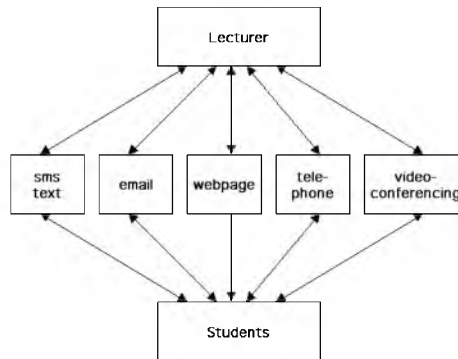 Lecturer
sms
text
email
webpage
tele-
phone
video-
conferencing
Students